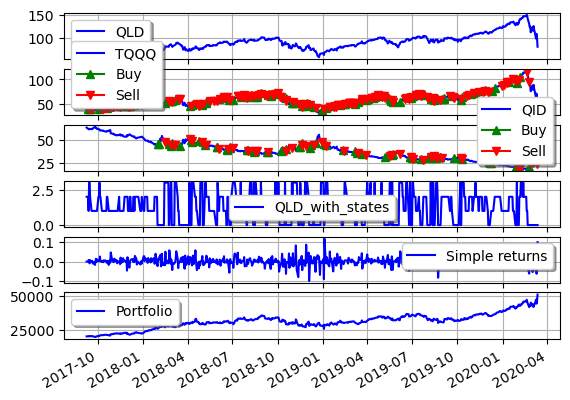 150
100
QLD
TQQQ
Buy
Sell
100
50
QID
Buy
Sell
50
25
2.5
0.0
QLD_with_states
0.1
0.0
−0.1
Simple returns
50000
25000
Portfolio
2017-10
2018-01
2018-04
2018-07
2018-10
2019-01
2019-04
2019-07
2019-10
2020-01
2020-04